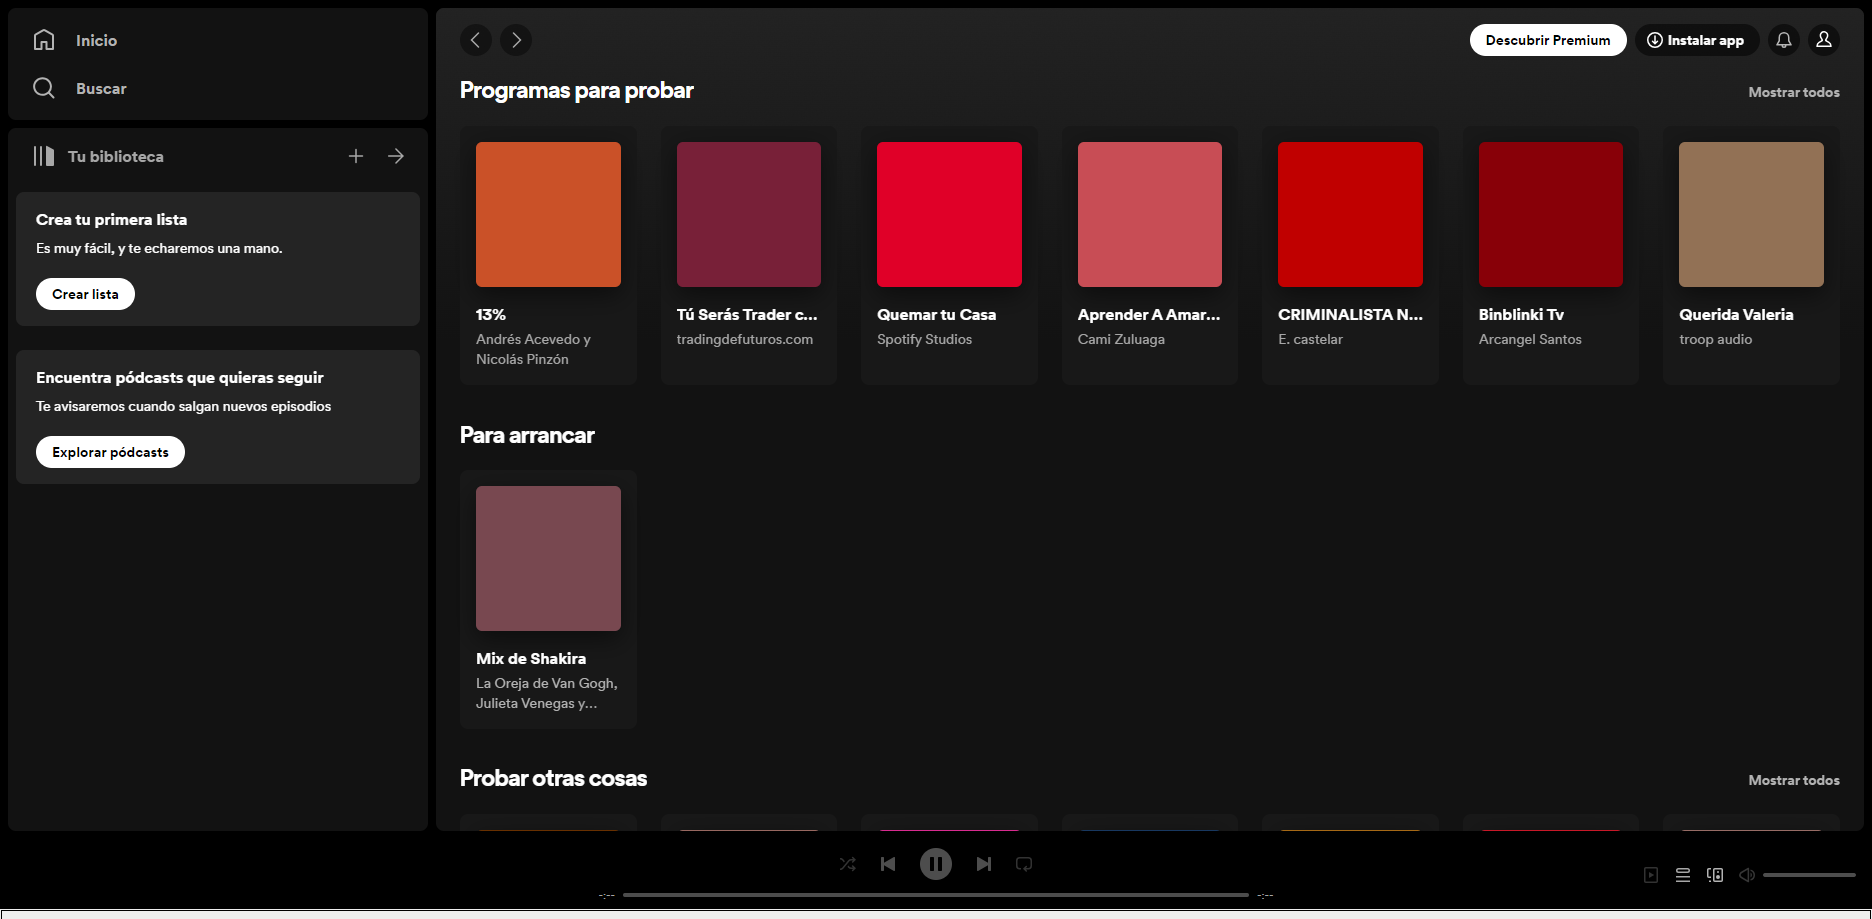 Inicio
Buscar
Tu biblioteca
Crea tu primera lista
Es muy fácil, y te echaremos una mano.
Crear lista
Encuentra pódcasts que quieras seguir
Te avisaremos cuando salgan nuevos episodios
Explorar pódcasts
Descubrir Premium
Instalar app
Programas para probar
Mostrar todos
13%
Andrés Acevedo y
Nicolás Pinzón
Tú Serás Trader c...
tradingdefuturos.com
Quemar tu Casa
Spotify Studios
Aprender A Amar...
Cami Zuluaga
CRIMINALISTA N...
E. castelar
Binblinki Tv
Arcangel Santos
Querida Valeria
troop audio
Para arrancar
Mix de Shakira
La Oreja de Van Gogh,
Julieta Venegas y...
Probar otras cosas
Mostrar todos
-:--
-:--